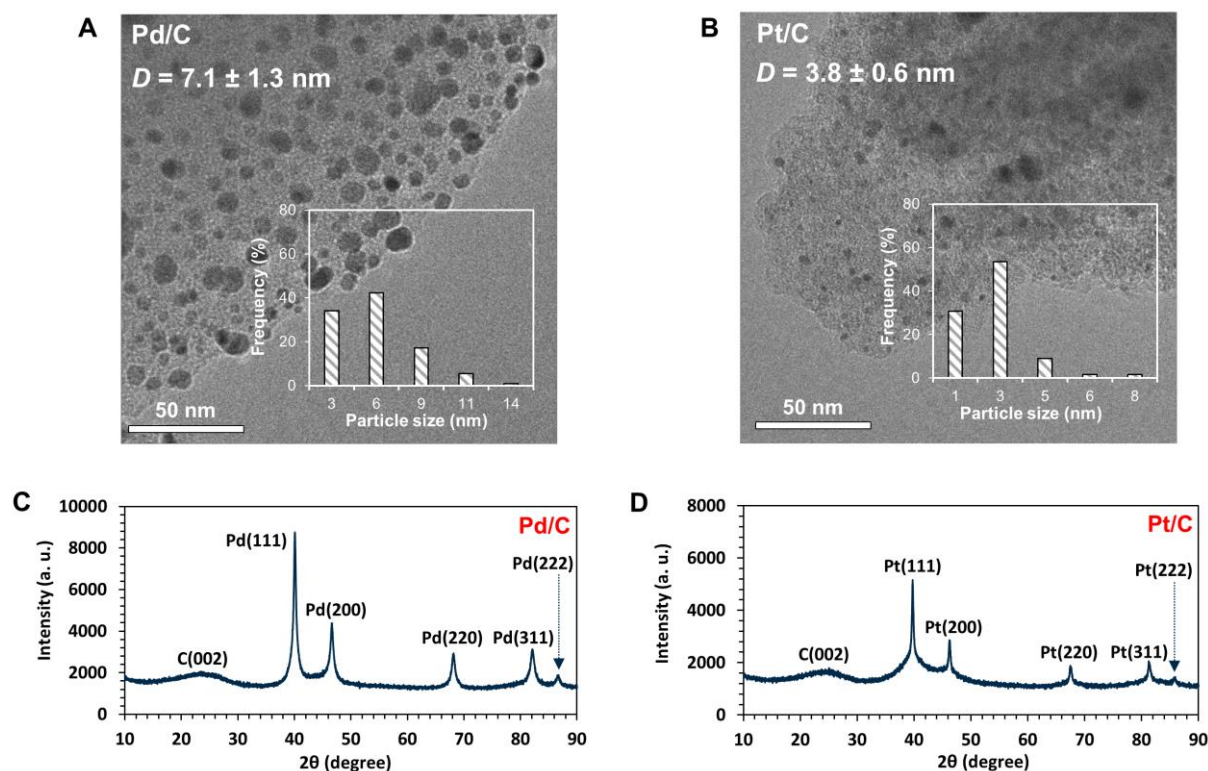 A
Pd/C
D = 7.1 ± 1.3 nm
Frequency (%)
80
60
40
20
0
3 6 9 11 14
Particle size (nm)
50 nm
B
Pt/C
D = 3.8 ± 0.6 nm
Frequency (%)
80
60
40
20
0
1 3 5 6 8
Particle size (nm)
50 nm
C
Pd/C
Intensity (a. u.)
10000
8000
6000
4000
2000
0
C(002)
Pd(111)
Pd(200)
Pd(220)
Pd(311)
Pd(222)
10 20 30 40 50 60 70 80 90
2θ (degree)
D
Pt/C
Intensity (a. u.)
8000
6000
4000
2000
0
C(002)
Pt(111)
Pt(200)
Pt(220)
Pt(311)
Pt(222)
10 20 30 40 50 60 70 80 90
2θ (degree)